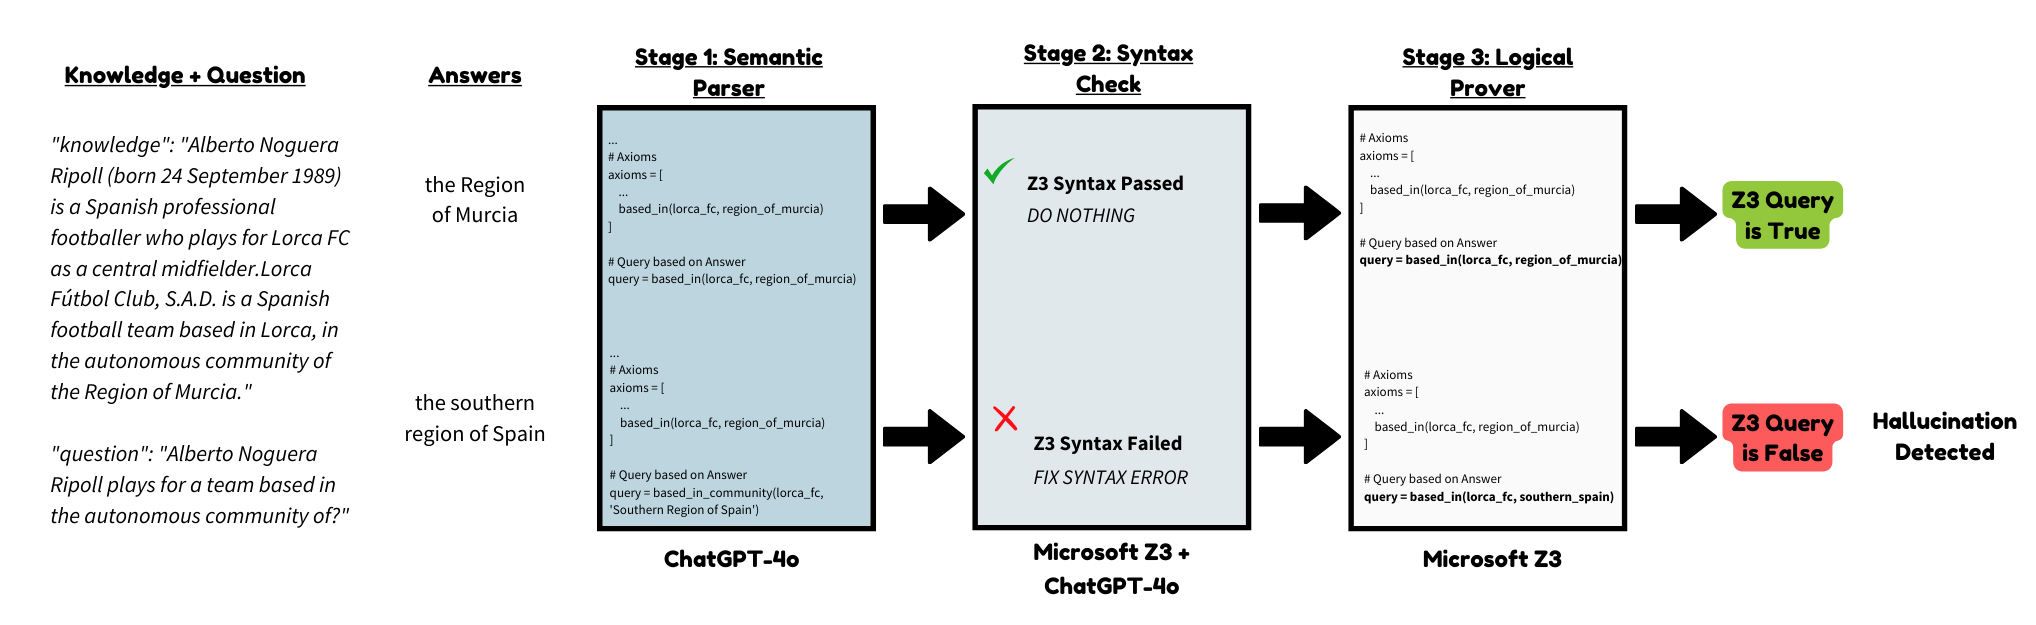 Knowledge + Question
"knowledge": "Alberto Noguera
Ripoll (born 24 September 1989)
is a Spanish professional
footballer who plays for Lorca FC
as a central midfielder.Lorca
Fútbol Club, S.A.D. is a Spanish
football team based in Lorca, in
the autonomous community of
the Region of Murcia."
"question": "Alberto Noguera
Ripoll plays for a team based in
the autonomous community of?"
Answers
the Region
of Murcia
the southern
region of Spain
Stage 1: Semantic
Parser
...
# Axioms
axioms = [
...
based_in(lorca_fc, region_of_murcia)
]
# Query based on Answer
query = based_in(lorca_fc, region_of_murcia)
...
# Axioms
axioms = [
...
based_in(lorca_fc, region_of_murcia)
]
# Query based on Answer
query = based_in_community(lorca_fc,
'Southern Region of Spain')
ChatGPT-4o
Stage 2: Syntax
Check
Z3 Syntax Passed
DO NOTHING
Z3 Syntax Failed
FIX SYNTAX ERROR
Microsoft Z3 +
ChatGPT-4o
Stage 3: Logical
Prover
# Axioms
axioms = [
...
based_in(lorca_fc, region_of_murcia)
]
# Query based on Answer
query = based_in(lorca_fc, region_of_murcia)
# Axioms
axioms = [
...
based_in(lorca_fc, region_of_murcia)
]
# Query based on Answer
query = based_in(lorca_fc, southern_spain)
Microsoft Z3
Z3 Query
is True
Z3 Query
is False
Hallucination
Detected